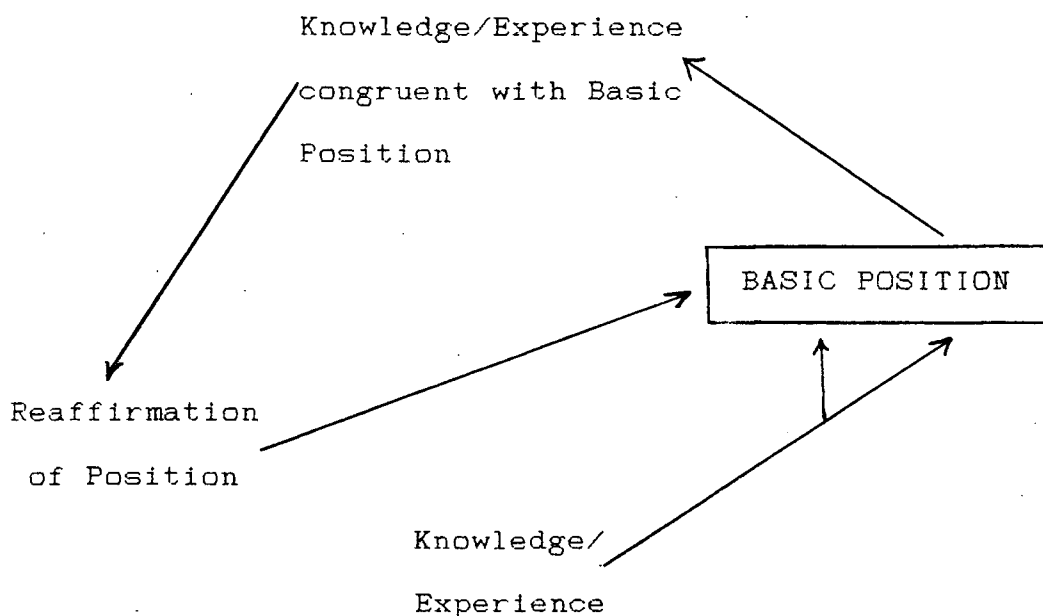 Knowledge/Experience
congruent with Basic
Position
BASIC POSITION
Reaffirmation
of Position
Knowledge/
Experience